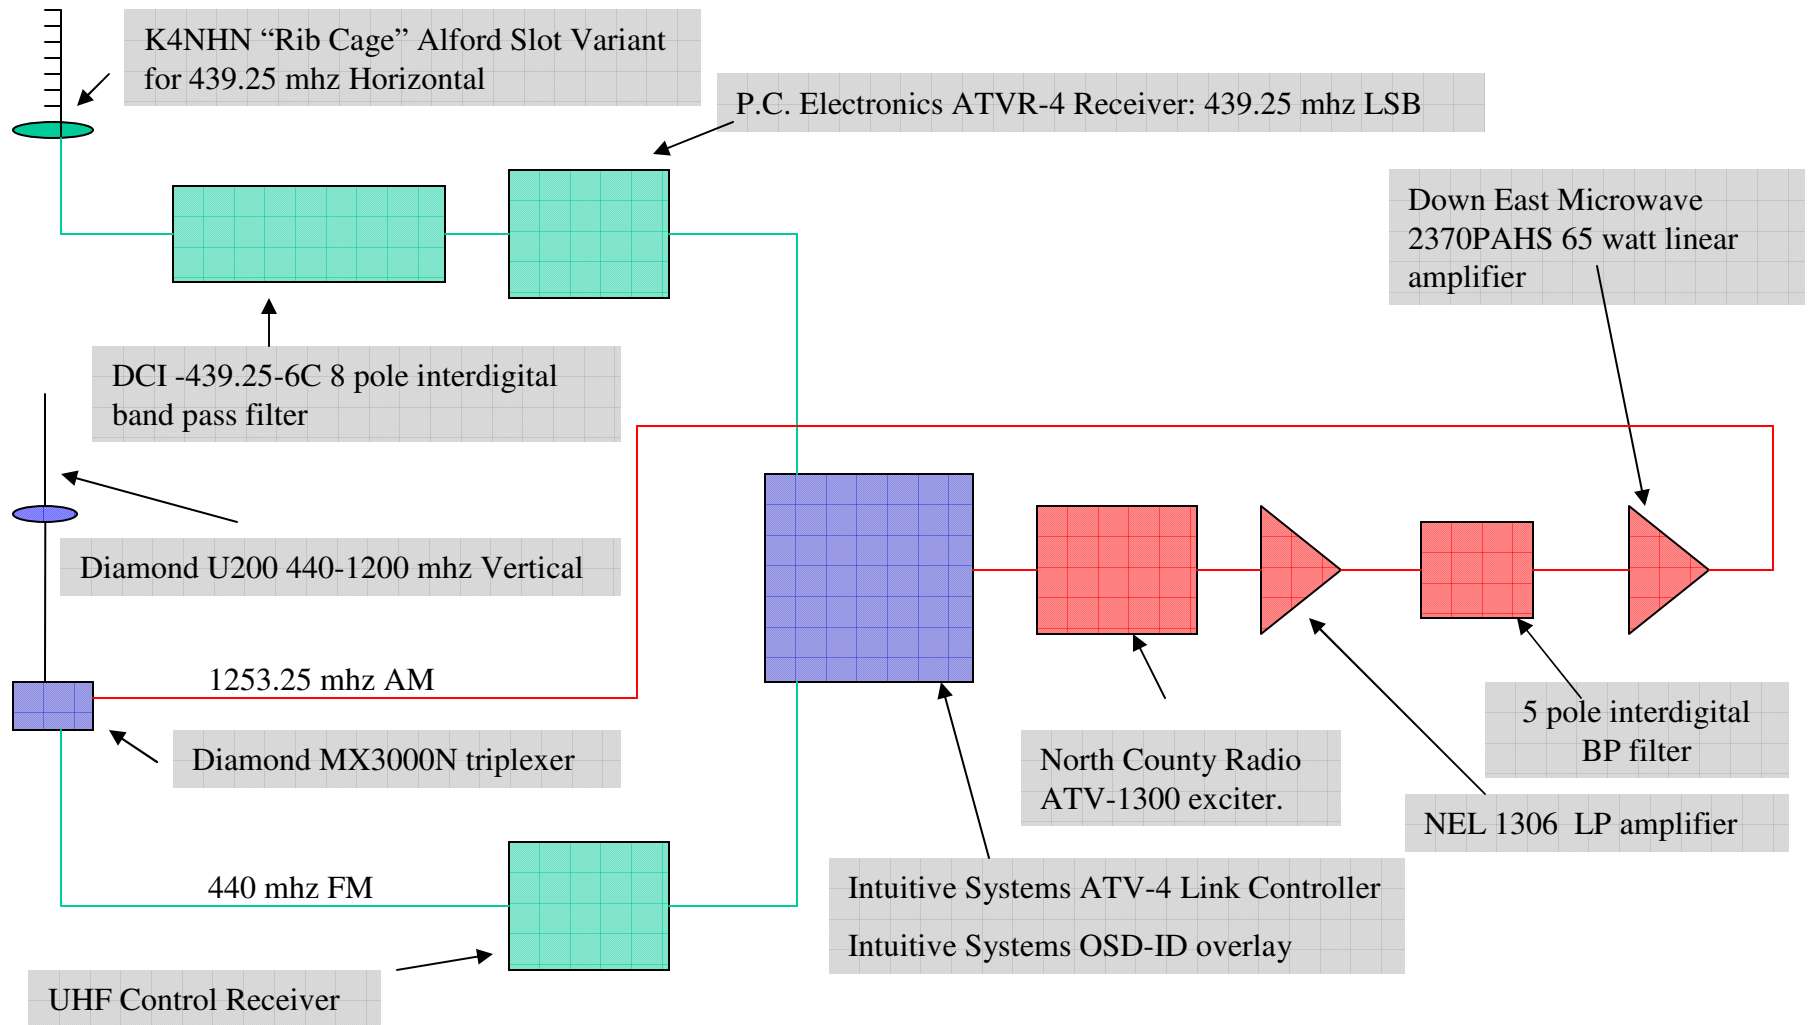 K4NHN “Rib Cage” Alford Slot Variant
for 439.25 mhz Horizontal
P.C. Electronics ATVR-4 Receiver: 439.25 mhz LSB
Down East Microwave
2370PAHS 65 watt linear
amplifier
DCI -439.25-6C 8 pole interdigital
band pass filter
Diamond U200 440-1200 mhz Vertical
1253.25 mhz AM
Diamond MX3000N triplexer
5 pole interdigital
BP filter
North County Radio
ATV-1300 exciter.
NEL 1306  LP amplifier
440 mhz FM
Intuitive Systems ATV-4 Link Controller
Intuitive Systems OSD-ID overlay
UHF Control Receiver